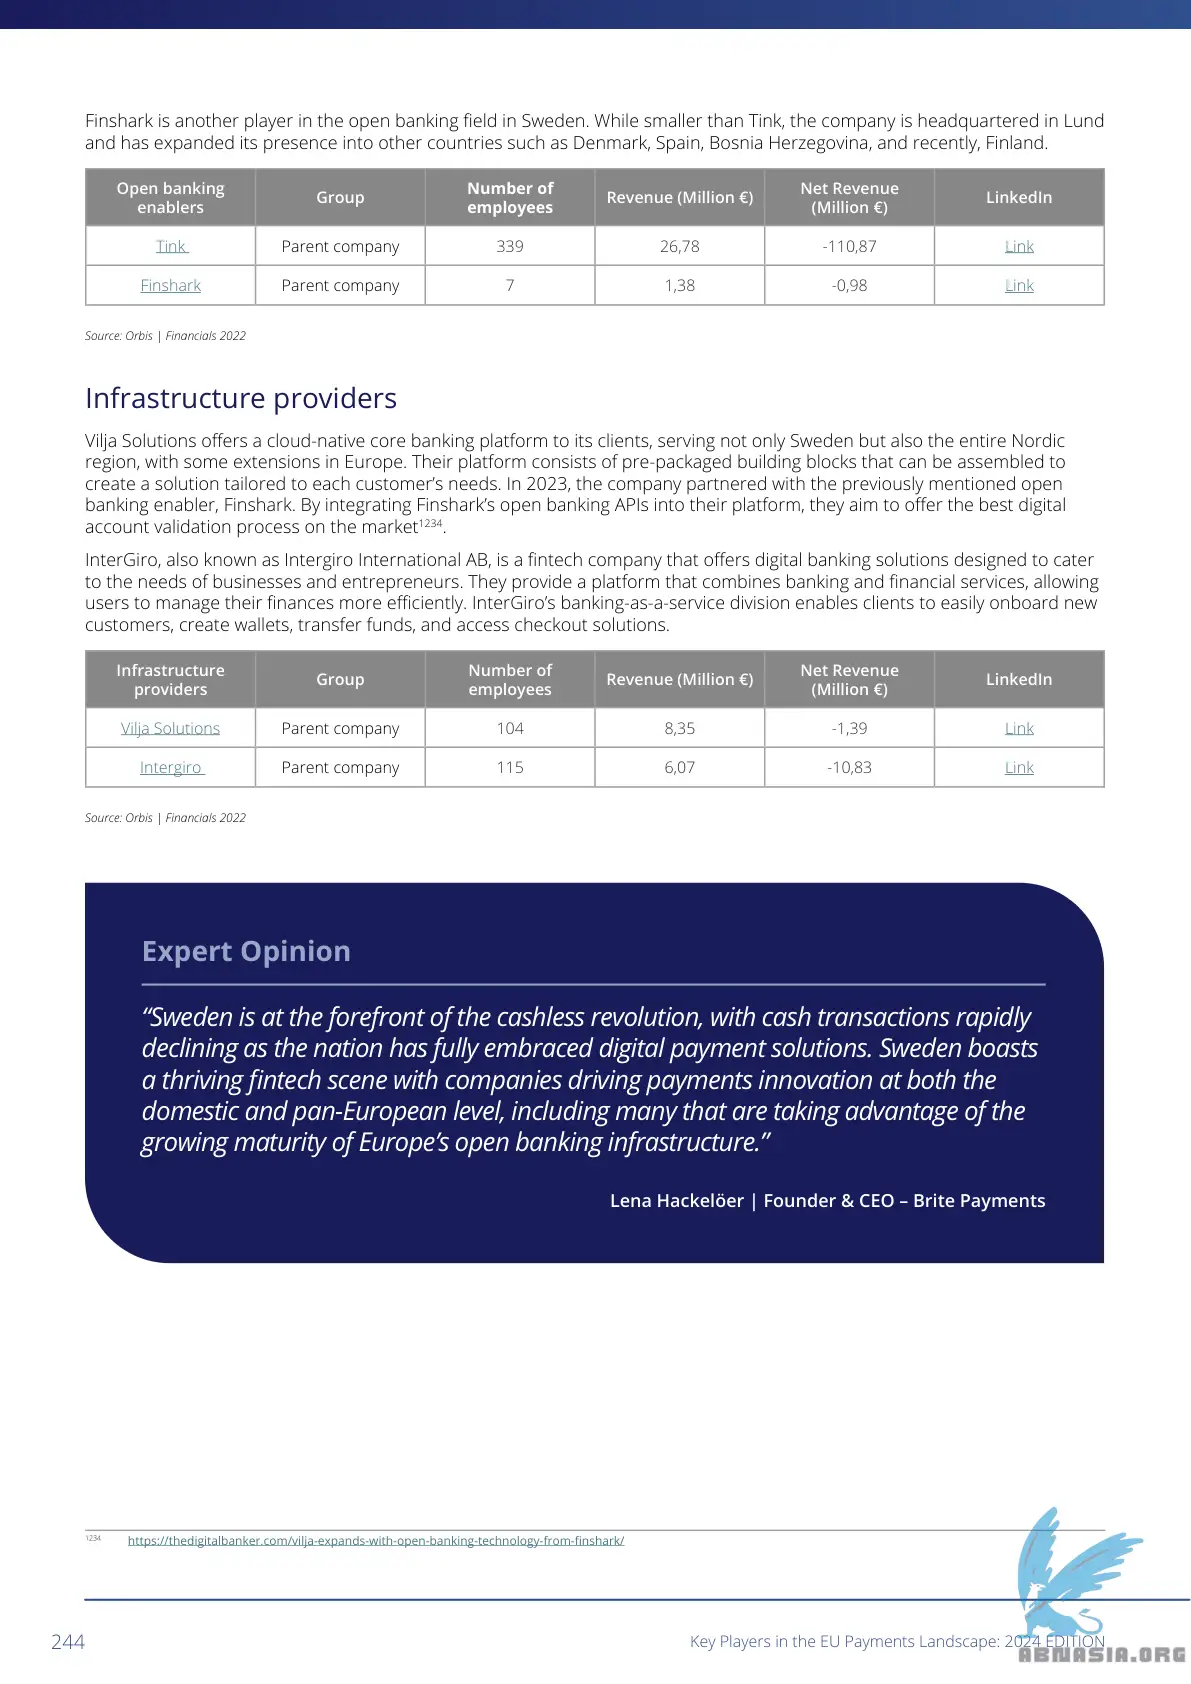 Finshark is another player in the open banking field in Sweden. While smaller than Tink, the company is headquartered in Lund
and has expanded its presence into other countries such as Denmark, Spain, Bosnia Herzegovina, and recently, Finland.
Open banking enablers Group Number of employees Revenue (Million €) Net Revenue (Million €) LinkedIn
Tink Parent company 339 26,78 -110,87 Link
Finshark Parent company 7 1,38 -0,98 Link
Source: Orbis | Financials 2022
Infrastructure providers
Vilja Solutions offers a cloud-native core banking platform to its clients, serving not only Sweden but also the entire Nordic
region, with some extensions in Europe. Their platform consists of pre-packaged building blocks that can be assembled to
create a solution tailored to each customer’s needs. In 2023, the company partnered with the previously mentioned open
banking enabler, Finshark. By integrating Finshark’s open banking APIs into their platform, they aim to offer the best digital
account validation process on the market1234.
InterGiro, also known as Intergiro International AB, is a fintech company that offers digital banking solutions designed to cater
to the needs of businesses and entrepreneurs. They provide a platform that combines banking and financial services, allowing
users to manage their finances more efficiently. InterGiro’s banking-as-a-service division enables clients to easily onboard new
customers, create wallets, transfer funds, and access checkout solutions.
Infrastructure providers Group Number of employees Revenue (Million €) Net Revenue (Million €) LinkedIn
Vilja Solutions Parent company 104 8,35 -1,39 Link
Intergiro Parent company 115 6,07 -10,83 Link
Source: Orbis | Financials 2022
Expert Opinion
“Sweden is at the forefront of the cashless revolution, with cash transactions rapidly
declining as the nation has fully embraced digital payment solutions. Sweden boasts
a thriving fintech scene with companies driving payments innovation at both the
domestic and pan-European level, including many that are taking advantage of the
growing maturity of Europe’s open banking infrastructure.”
Lena Hackelöer | Founder & CEO – Brite Payments
1234 https://thedigitalbanker.com/vilja-expands-with-open-banking-technology-from-finshark/
244
Key Players in the EU Payments Landscape: 2024 EDITION
ABNASIA.ORG